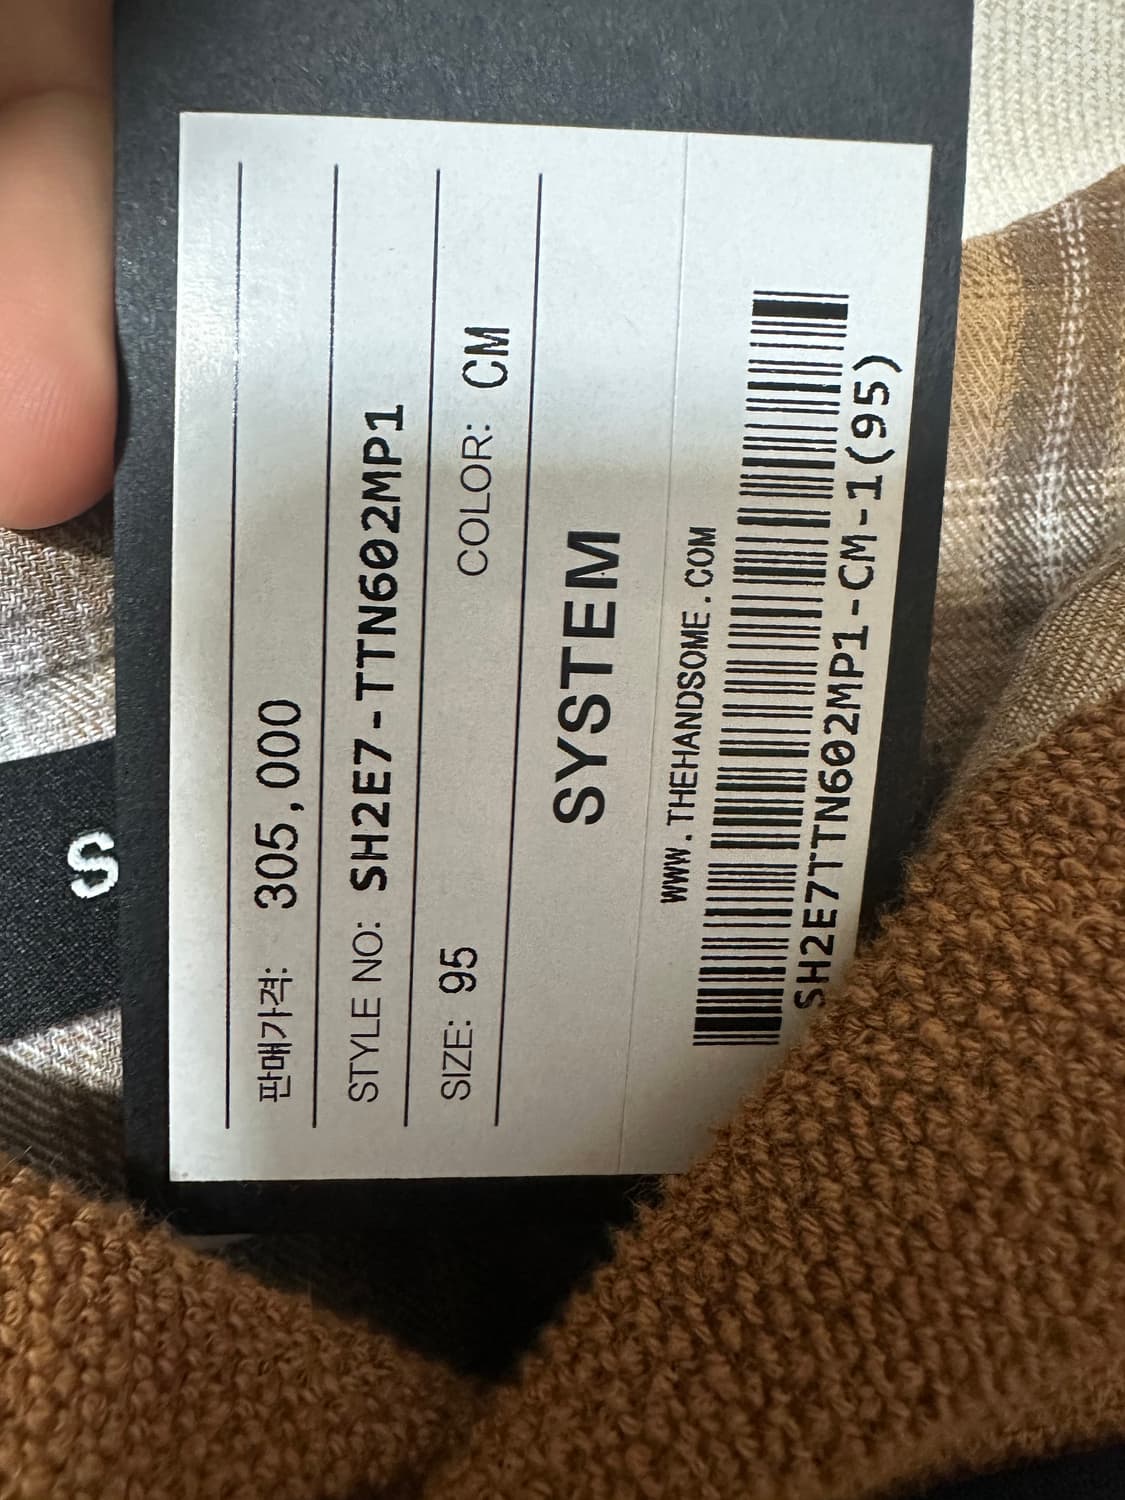 판매가격: 305,000
STYLE NO: SH2E7-TTN602MP1
SIZE: 95 COLOR: CM
SYSTEM
WWW.THEHANDSOME.COM
SH2E7TTN602MP1-CM-1(95)
S